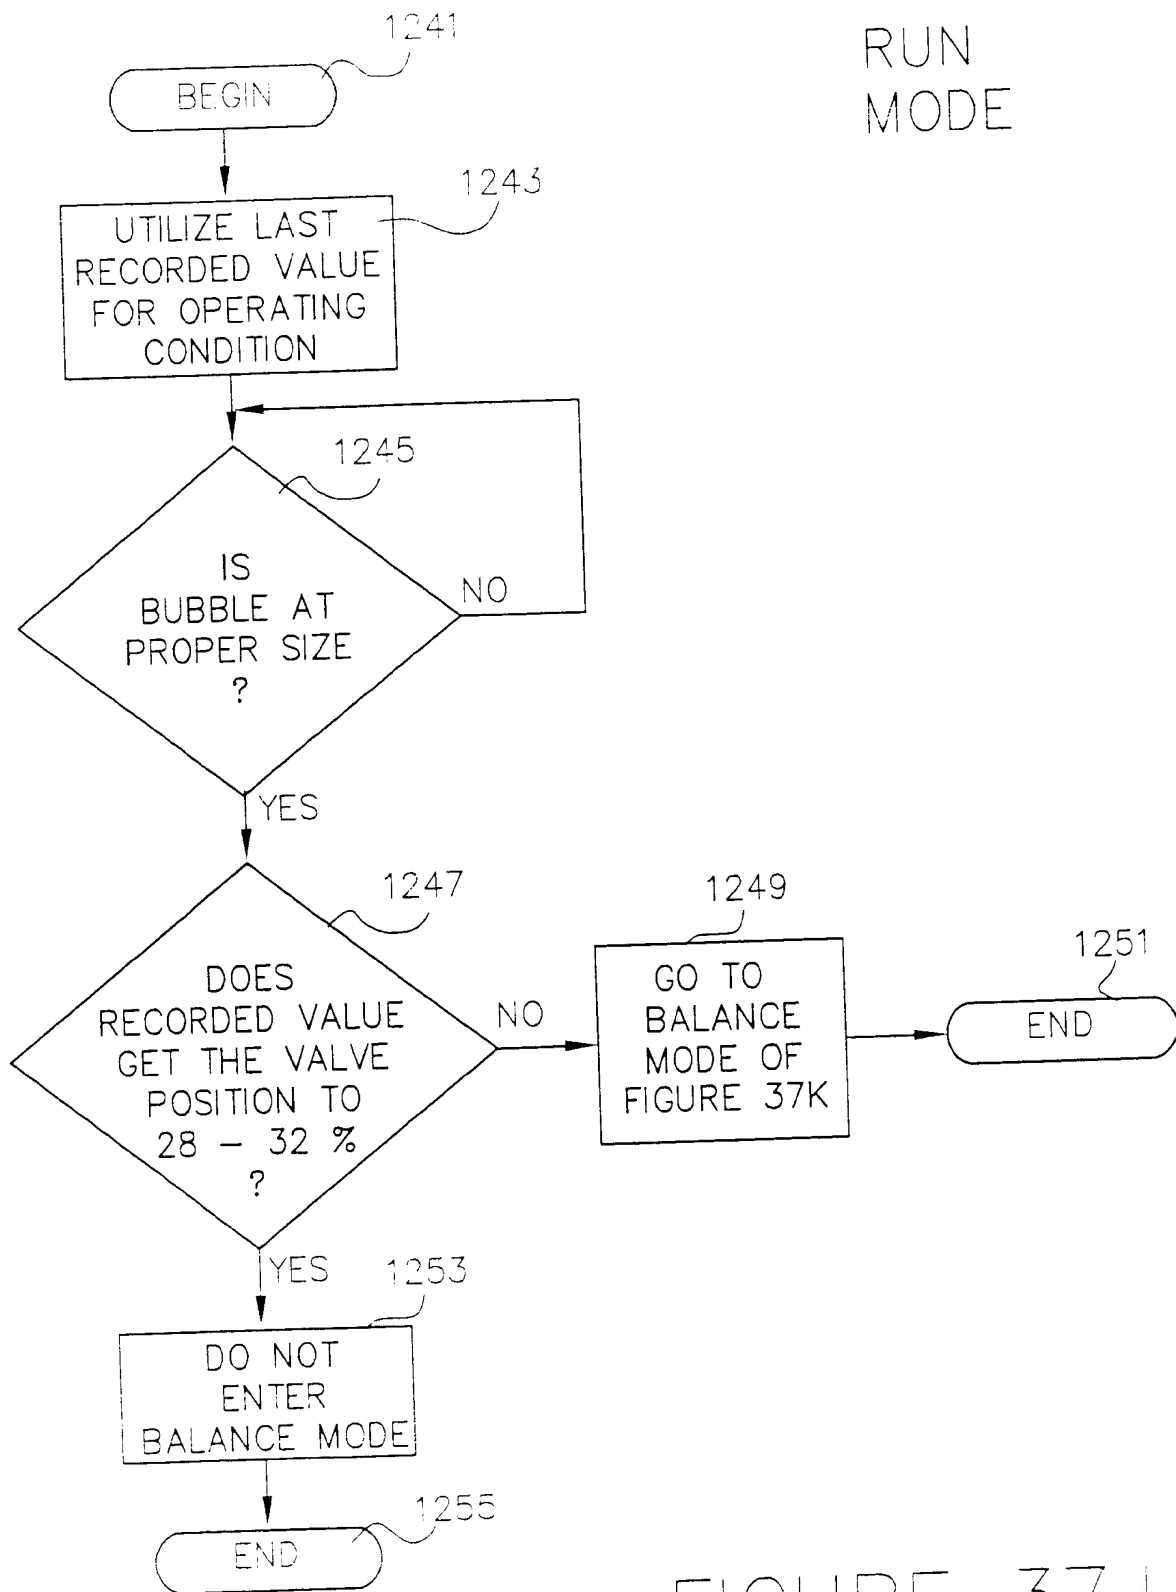 1241
RUN
MODE
BEGIN
1243
UTILIZE LAST
RECORDED VALUE
FOR OPERATING
CONDITION
1245
IS
BUBBLE AT
PROPER SIZE
?
NO
YES
1247
DOES
RECORDED VALUE
GET THE VALVE
POSITION TO
28 – 32 %
?
NO
1249
GO TO
BALANCE
MODE OF
FIGURE 37K
1251
END
YES
1253
DO NOT
ENTER
BALANCE MODE
1255
END